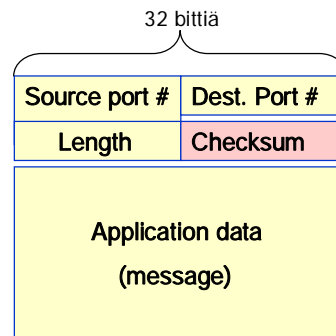 32 bittiä
Source port # Dest. Port #
Length Checksum
Application data
(message)